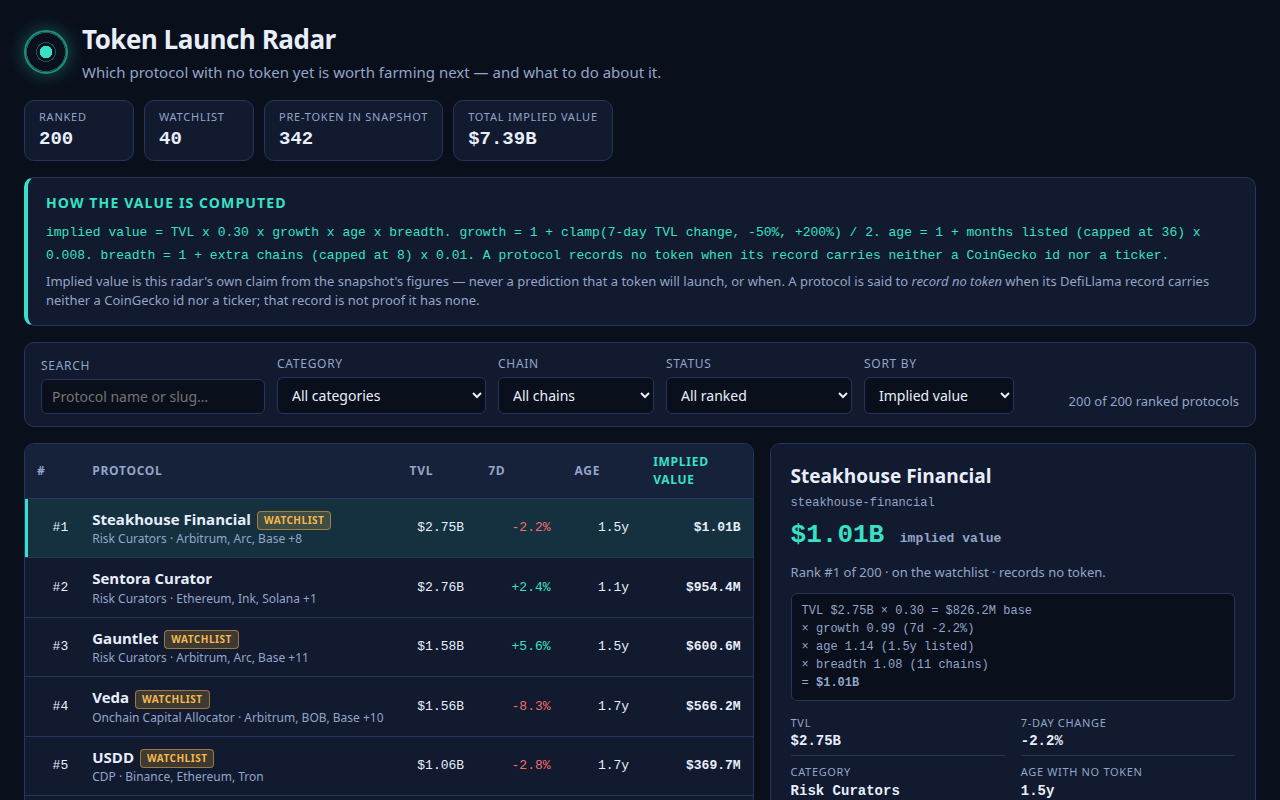 Token Launch Radar
Which protocol with no token yet is worth farming next — and what to do about it.
RANKED
200
WATCHLIST
40
PRE-TOKEN IN SNAPSHOT
342
TOTAL IMPLIED VALUE
$7.39B
HOW THE VALUE IS COMPUTED
implied value = TVL x 0.30 x growth x age x breadth. growth = 1 + clamp(7-day TVL change, -50%, +200%) / 2. age = 1 + months listed (capped at 36) x
0.008. breadth = 1 + extra chains (capped at 8) x 0.01. A protocol records no token when its record carries neither a CoinGecko id nor a ticker.
Implied value is this radar's own claim from the snapshot's figures — never a prediction that a token will launch, or when. A protocol is said to record no token when its DefiLlama record carries
neither a CoinGecko id nor a ticker; that record is not proof it has none.
SEARCH
Protocol name or slug...
CATEGORY
All categories
CHAIN
All chains
STATUS
All ranked
SORT BY
Implied value
200 of 200 ranked protocols
# PROTOCOL TVL 7D AGE IMPLIED VALUE
#1 Steakhouse Financial WATCHLIST $2.75B -2.2% 1.5y $1.01B
Risk Curators · Arbitrum, Arc, Base +8
#2 Sentora Curator $2.76B +2.4% 1.1y $954.4M
Risk Curators · Ethereum, Ink, Solana +1
#3 Gauntlet WATCHLIST $1.58B +5.6% 1.5y $600.6M
Risk Curators · Arbitrum, Arc, Base +11
#4 Veda WATCHLIST $1.56B -8.3% 1.7y $566.2M
Onchain Capital Allocator · Arbitrum, BOB, Base +10
#5 USDD WATCHLIST $1.06B -2.8% 1.7y $369.7M
CDP · Binance, Ethereum, Tron
Steakhouse Financial
steakhouse-financial
$1.01B implied value
Rank #1 of 200 · on the watchlist · records no token.
TVL $2.75B × 0.30 = $826.2M base
× growth 0.99 (7d -2.2%)
× age 1.14 (1.5y listed)
× breadth 1.08 (11 chains)
= $1.01B
TVL
$2.75B
7-DAY CHANGE
-2.2%
CATEGORY
Risk Curators
AGE WITH NO TOKEN
1.5y